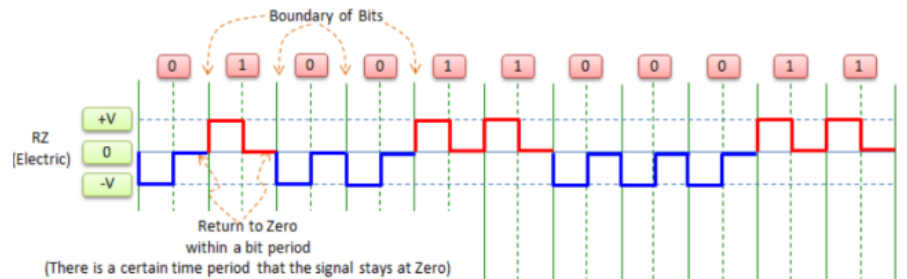 Boundary of Bits
0 1 0 0 1 1 0 0 0 1 1
+V
RZ
(Electric)
0
-V
Return to Zero
within a bit period
(There is a certain time period that the signal stays at Zero)